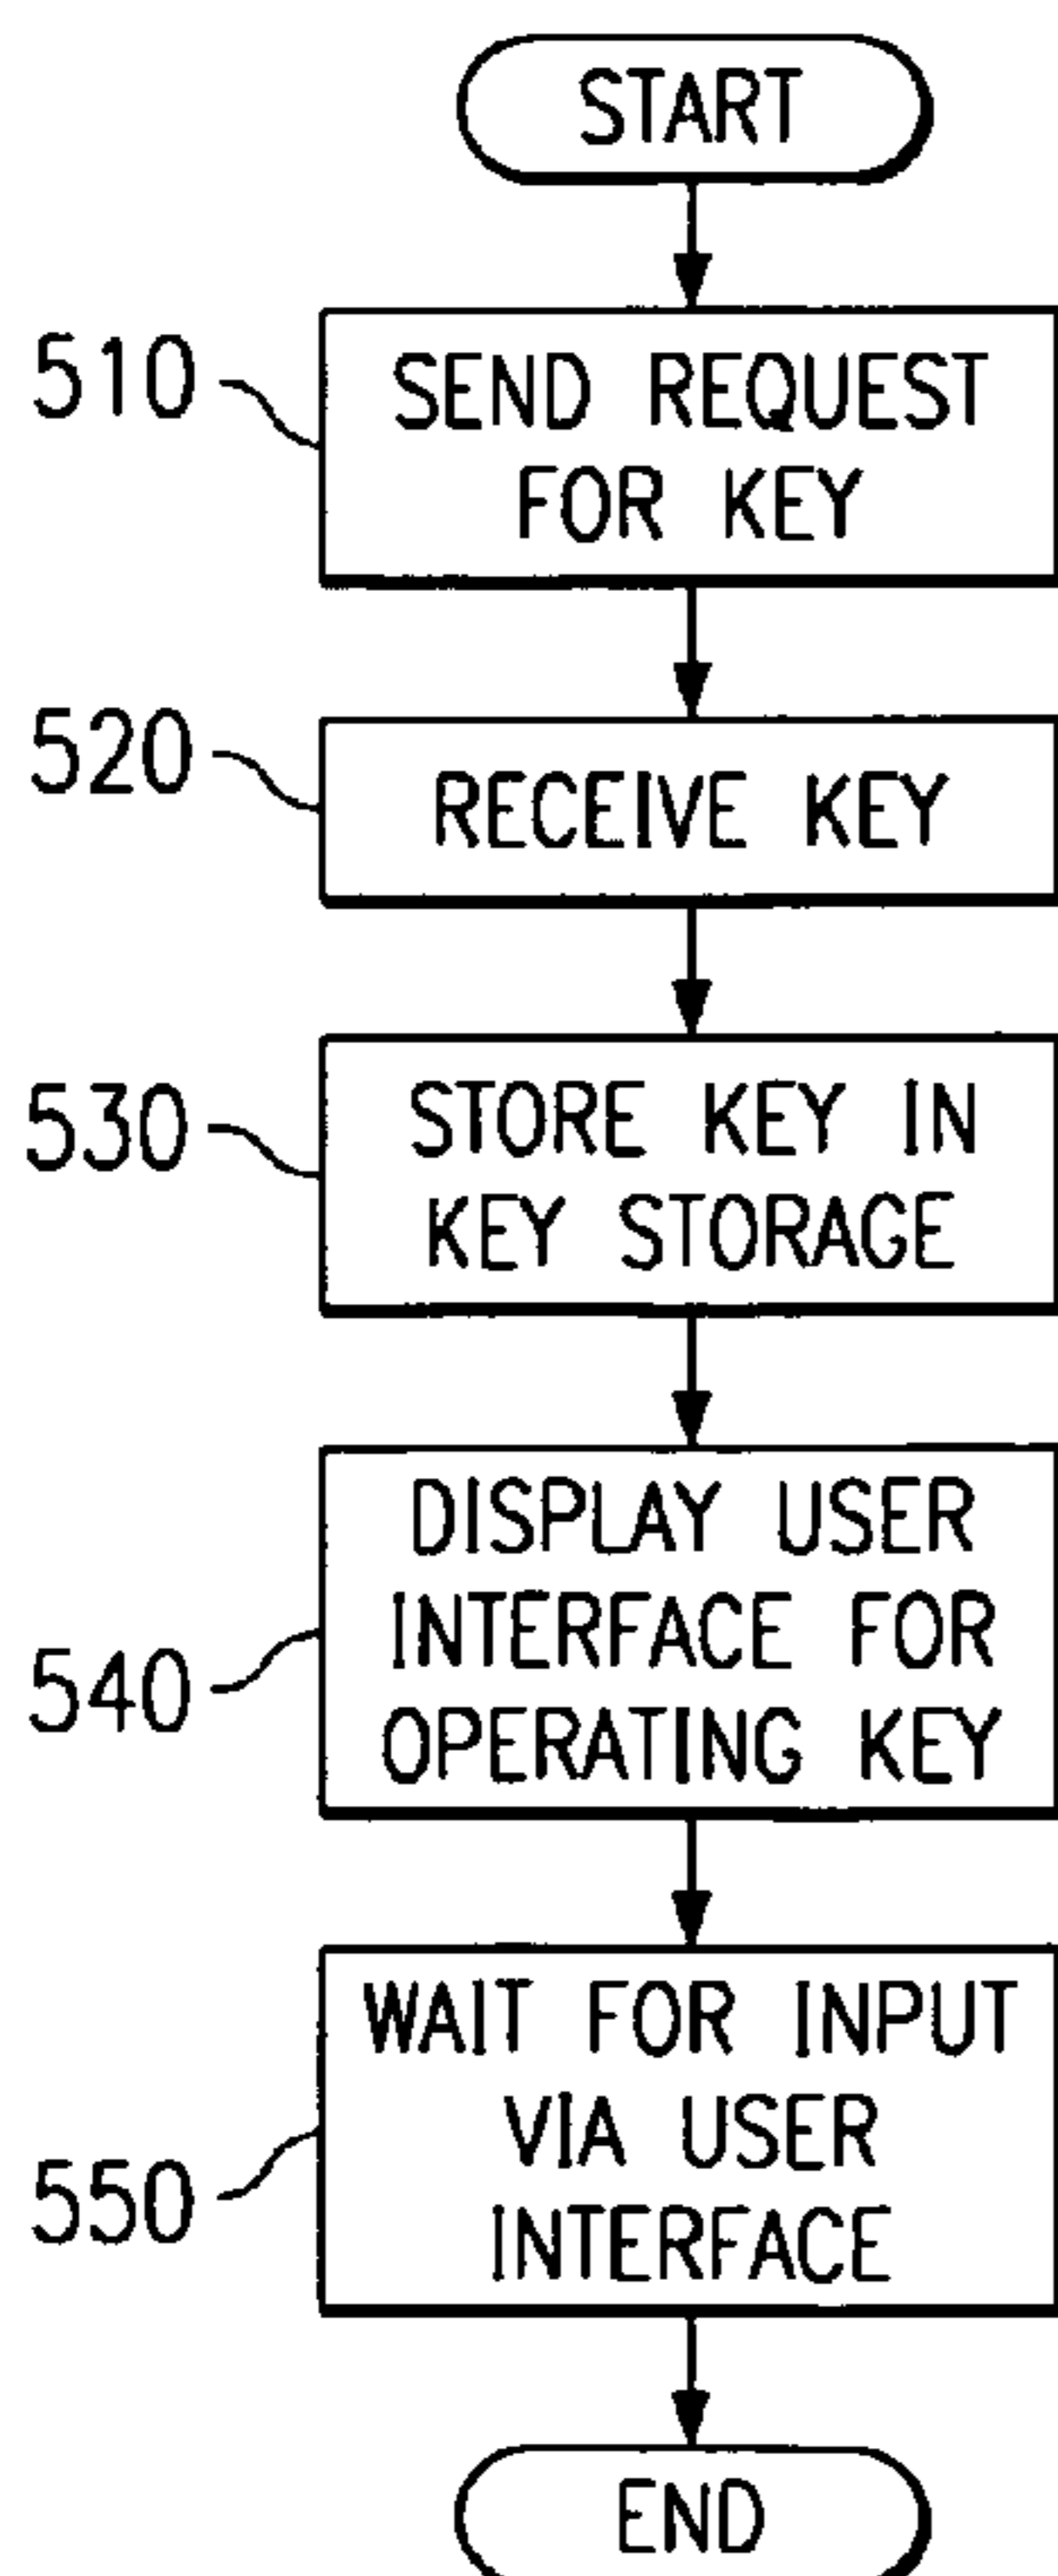 START
510
SEND REQUEST
FOR KEY
520
RECEIVE KEY
530
STORE KEY IN
KEY STORAGE
540
DISPLAY USER
INTERFACE FOR
OPERATING KEY
550
WAIT FOR INPUT
VIA USER
INTERFACE
END